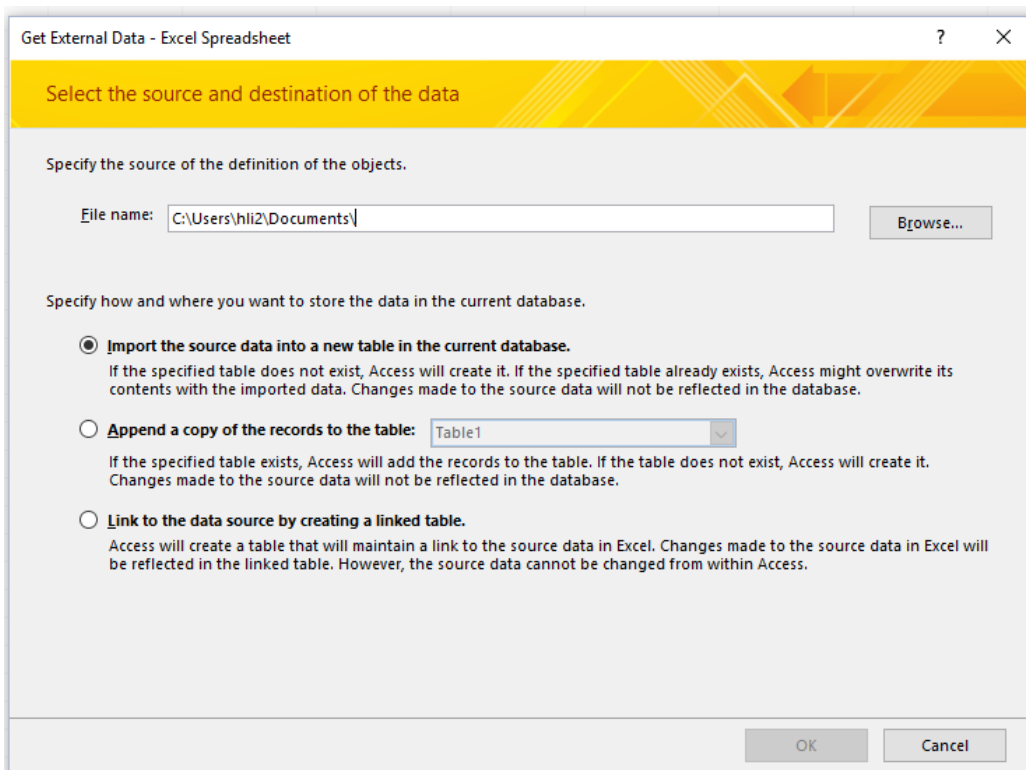 Get External Data - Excel Spreadsheet
?
Select the source and destination of the data
Specify the source of the definition of the objects.
File name: C:\Users\hli2\Documents\ Browse...
Specify how and where you want to store the data in the current database.
Import the source data into a new table in the current database.
If the specified table does not exist, Access will create it. If the specified table already exists, Access might overwrite its
contents with the imported data. Changes made to the source data will not be reflected in the database.
Append a copy of the records to the table: Table1
If the specified table exists, Access will add the records to the table. If the table does not exist, Access will create it.
Changes made to the source data will not be reflected in the database.
Link to the data source by creating a linked table.
Access will create a table that will maintain a link to the source data in Excel. Changes made to the source data in Excel will
be reflected in the linked table. However, the source data cannot be changed from within Access.
OK Cancel